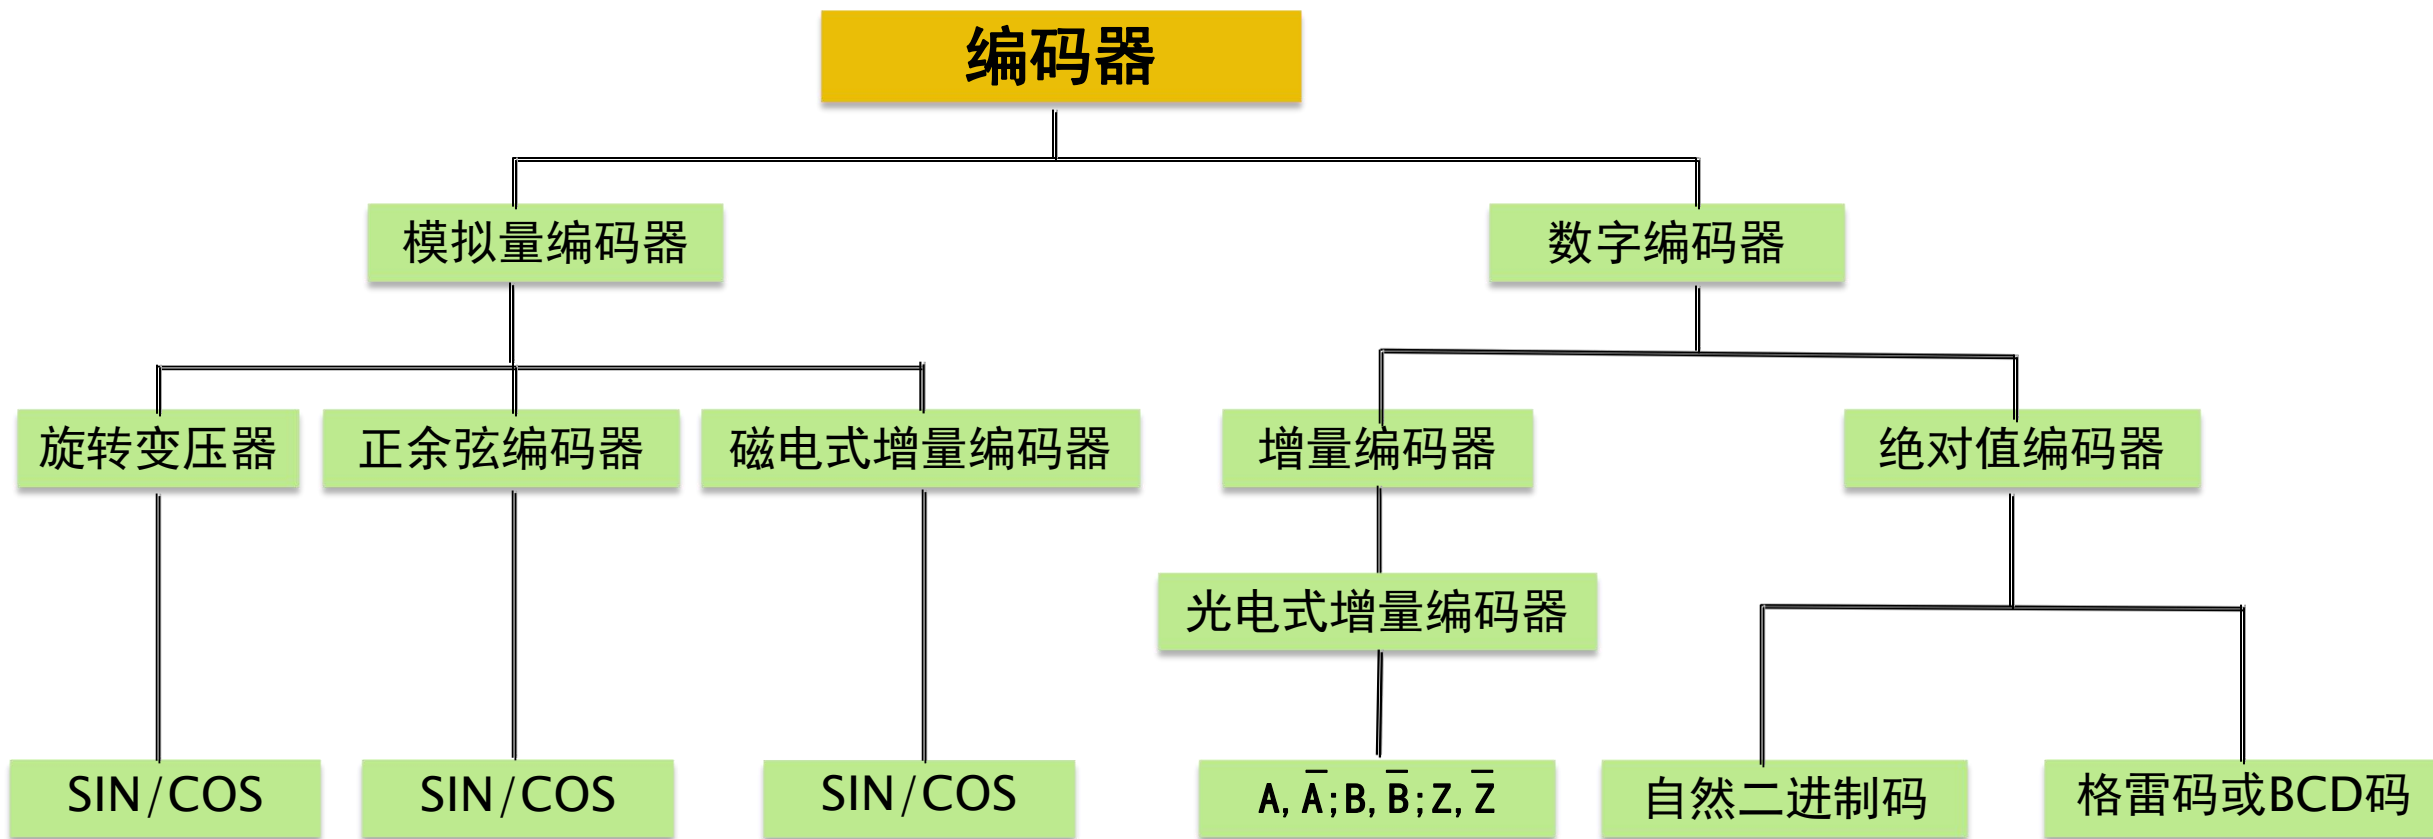 编码器
模拟量编码器
数字编码器
旋转变压器
正余弦编码器
磁电式增量编码器
增量编码器
绝对值编码器
光电式增量编码器
SIN/COS
SIN/COS
SIN/COS
A, A̅;B, B̅;Z, Z̅
自然二进制码
格雷码或BCD码